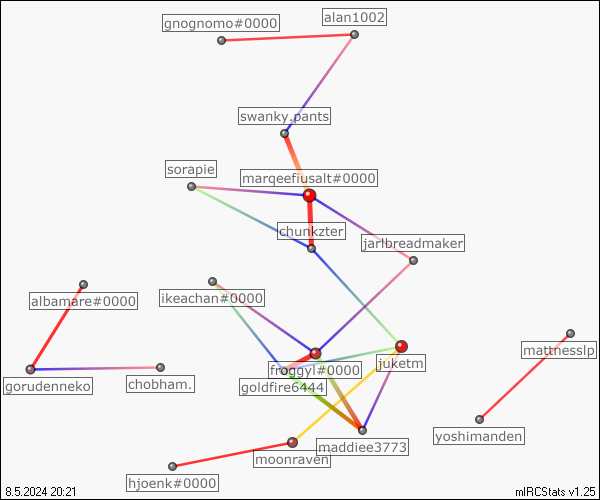 gnognomo#0000
alan1002
swanky.pants
sorapie
marqeefiusalt#0000
chunkzter
jarlbreadmaker
albamare#0000
ikeachan#0000
mattnesslp
gorudenneko
chobham.
froggyl#0000
juketm
goldfire6444
yoshimanden
maddiee3773
moonraven
hjoenk#0000
8.5.2024 20:21
mIRCStats v1.25